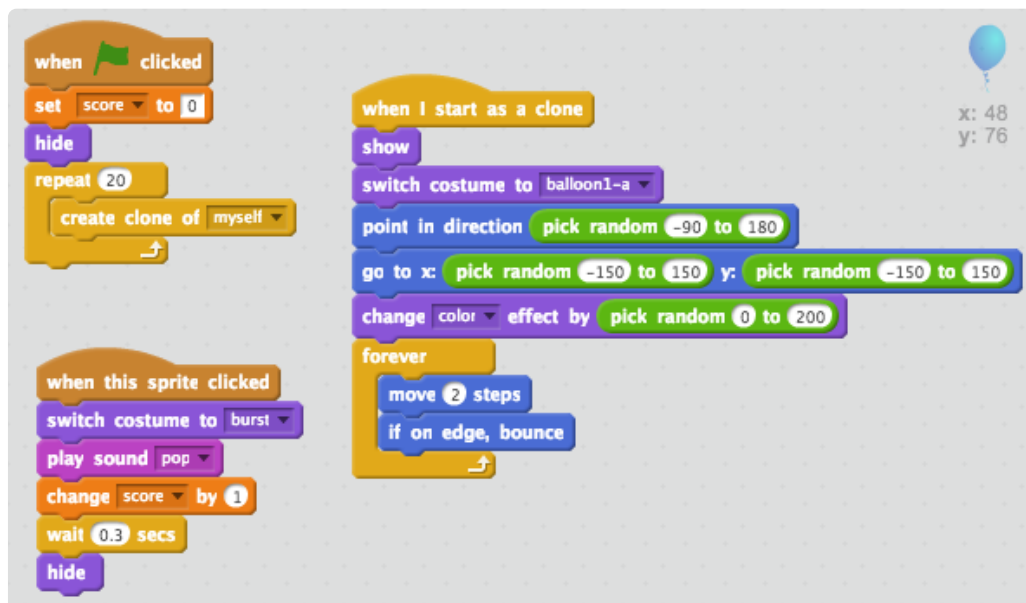 when clicked
set score to 0
hide
repeat 20
create clone of myself
when this sprite clicked
switch costume to burst
play sound pop
change score by 1
wait 0.3 secs
hide
when I start as a clone
show
switch costume to balloon1-a
point in direction pick random -90 to 180
go to x: pick random -150 to 150 y: pick random -150 to 150
change color effect by pick random 0 to 200
forever
move 2 steps
if on edge, bounce
x: 48
y: 76